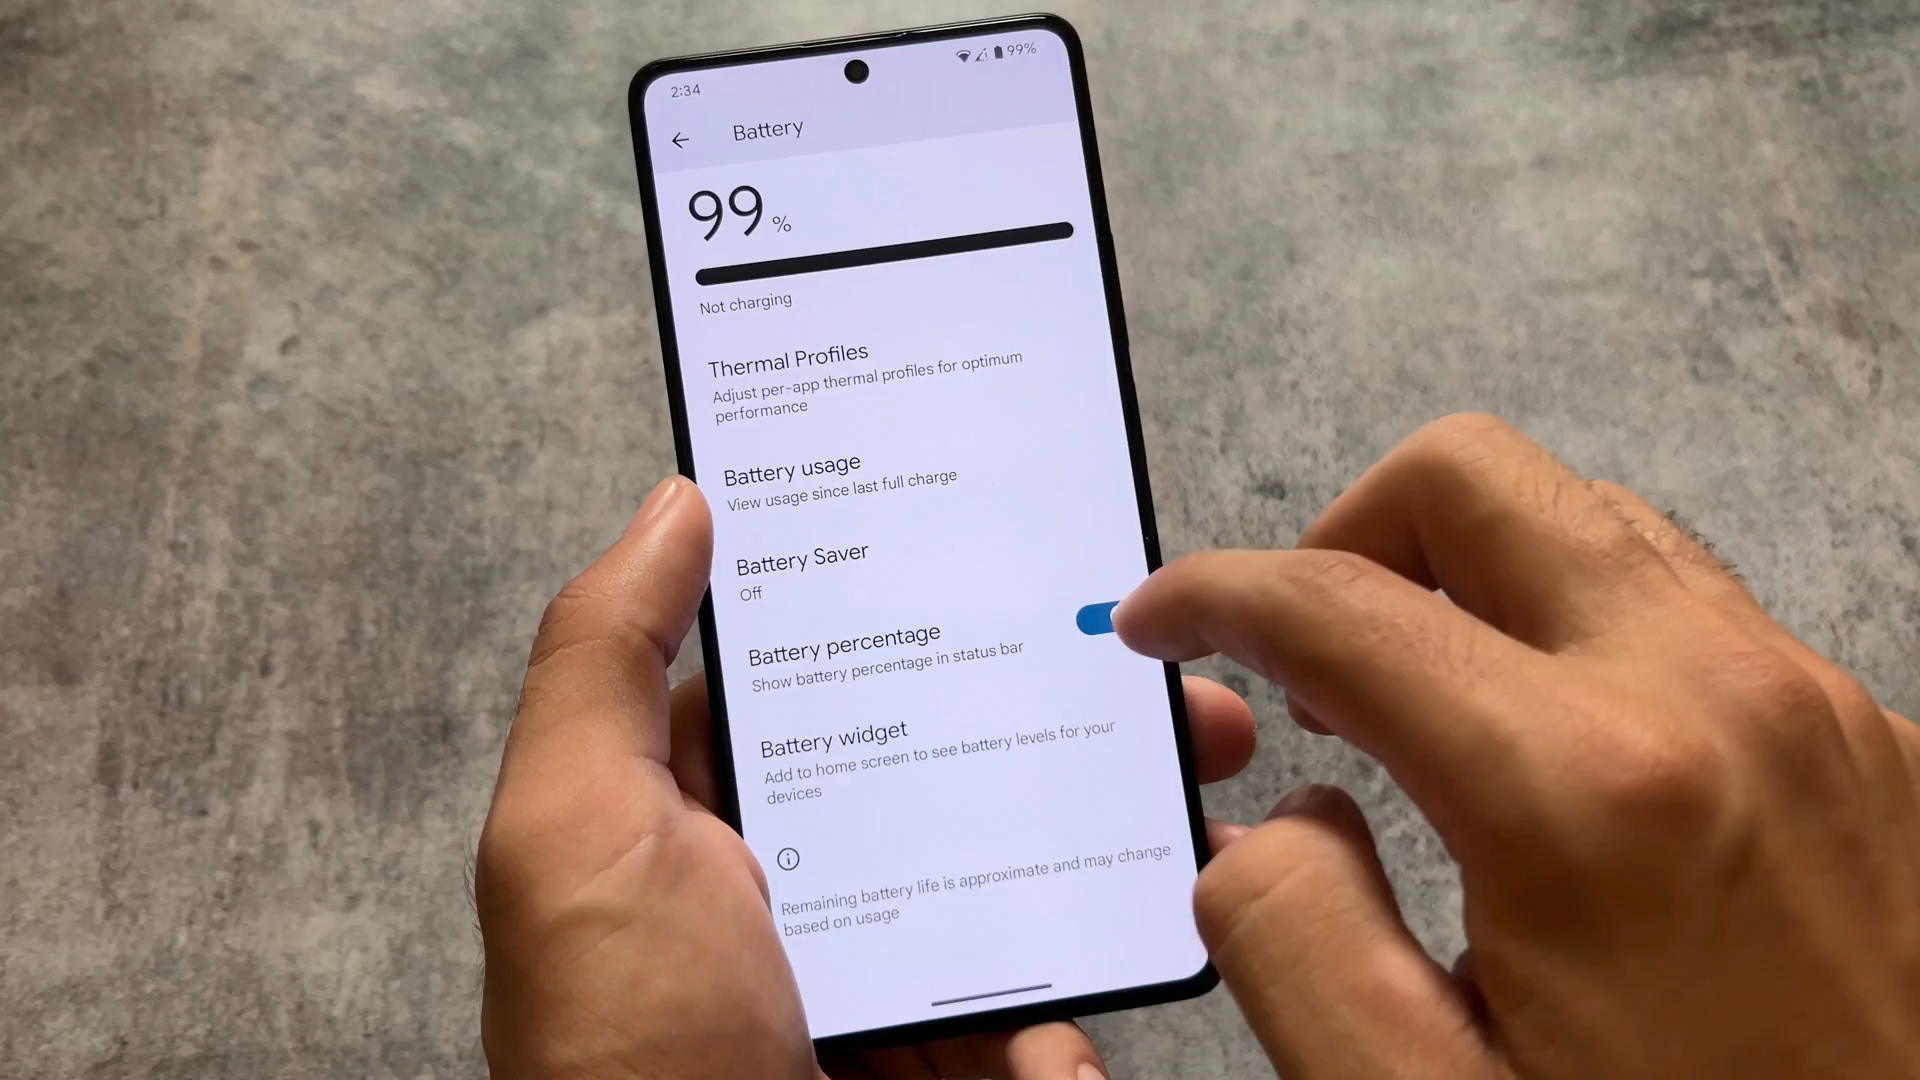 2:34
99%
Battery
99 %
Not charging
Thermal Profiles
Adjust per-app thermal profiles for optimum
performance
Battery usage
View usage since last full charge
Battery Saver
Off
Battery percentage
Show battery percentage in status bar
Battery widget
Add to home screen to see battery levels for your
devices
Remaining battery life is approximate and may change
based on usage